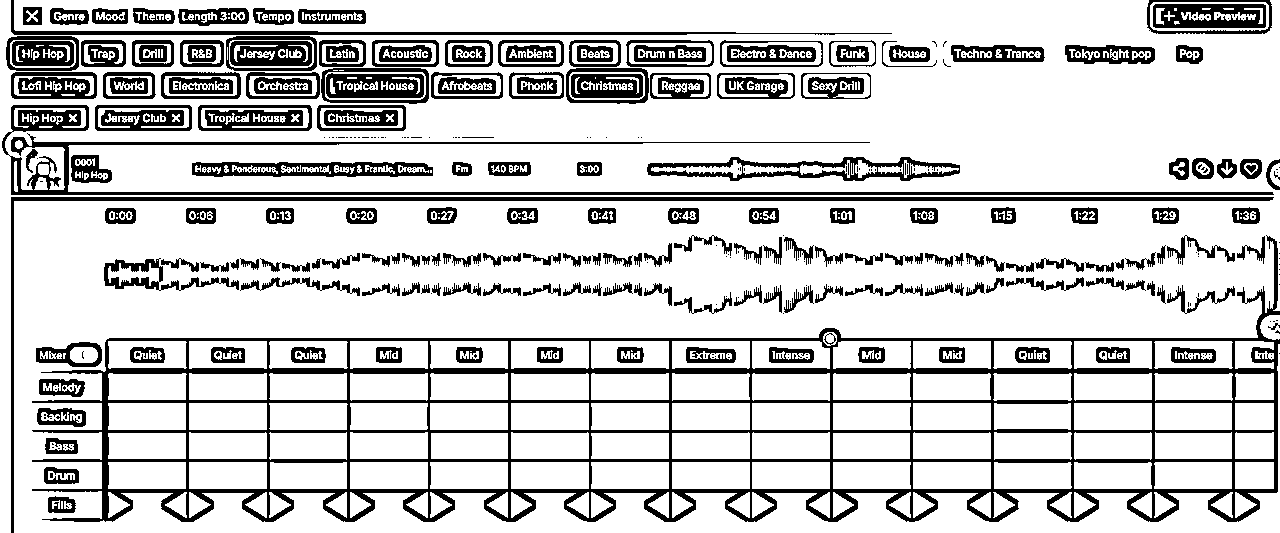 Genre Mood Theme Length 3:00 Tempo Instruments
Video Preview
Hip Hop Trap Drill R&B Jersey Club Latin Acoustic Rock Ambient Beats Drum n Bass Electro & Dance Funk House Techno & Trance Tokyo night pop Pop
Lofi Hip Hop World Electronica Orchestra Tropical House Afrobeats Phonk Christmas Reggae UK Garage Sexy Drill
Hip Hop × Jersey Club × Tropical House × Christmas ×
0001
Hip Hop
Heavy & Ponderous, Sentimental, Busy & Frantic, Dream... Fm 140 BPM 3:00
0:00 0:06 0:13 0:20 0:27 0:34 0:41 0:48 0:54 1:01 1:08 1:15 1:22 1:29 1:36
Mixer Quiet Quiet Quiet Mid Mid Mid Mid Extreme Intense Mid Mid Quiet Quiet Intense Inte
Melody
Backing
Bass
Drum
Fills